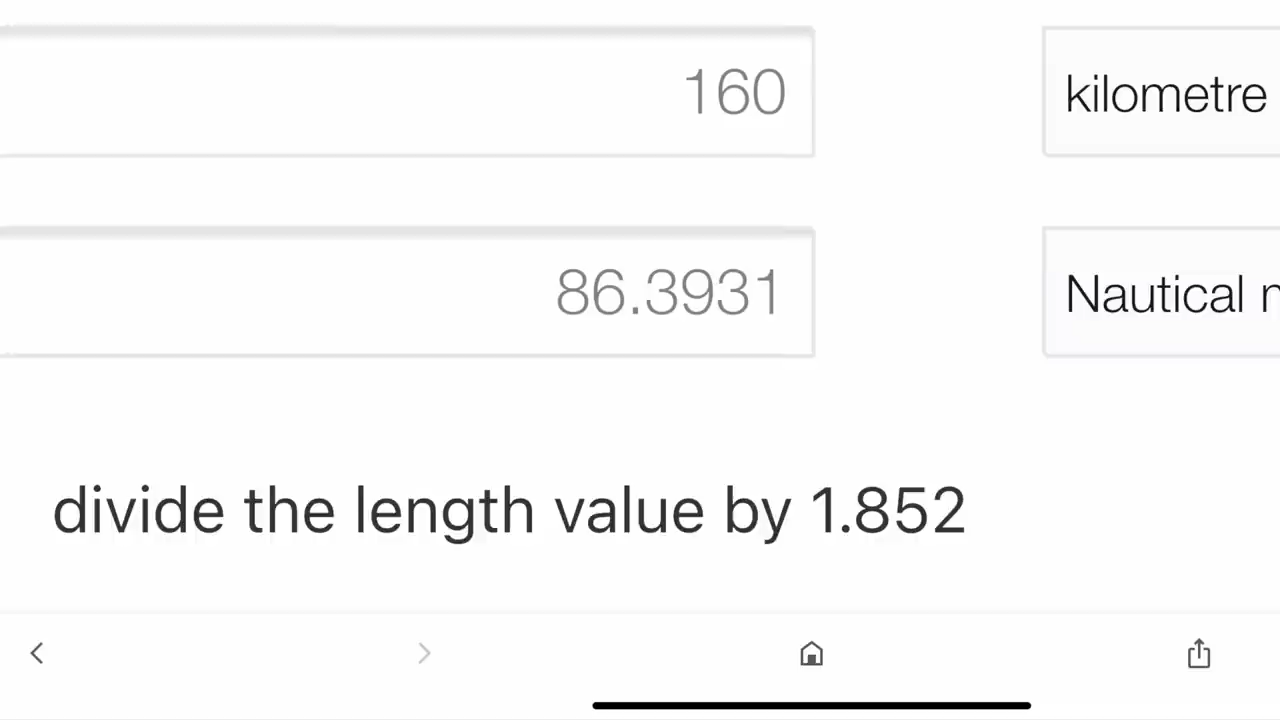 160 kilometre
86.3931 Nautical
divide the length value by 1.852